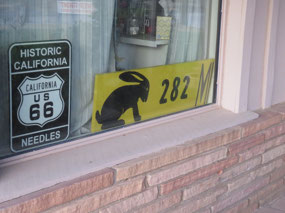 HISTORIC
CALIFORNIA
CALIFORNIA
US
66
NEEDLES
282 M